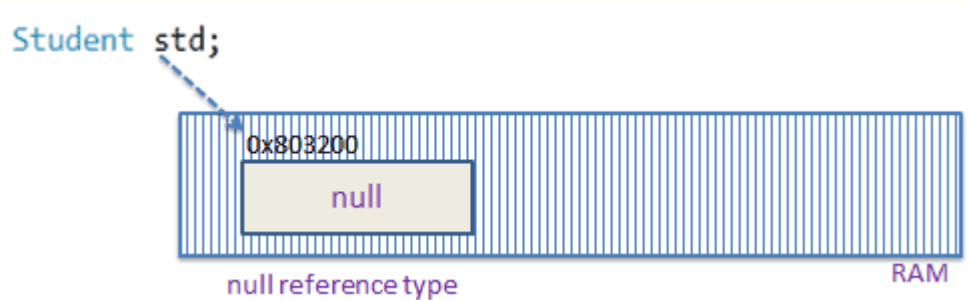 Student std;
0x803200
null
null reference type
RAM